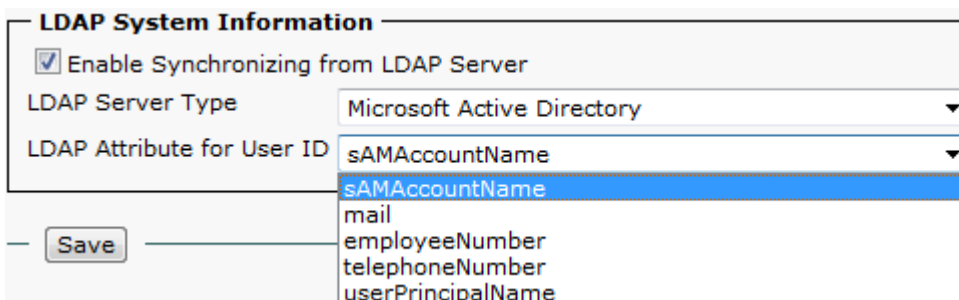 LDAP System Information
Enable Synchronizing from LDAP Server
LDAP Server Type Microsoft Active Directory
LDAP Attribute for User ID sAMAccountName
sAMAccountName
mail
employeeNumber
telephoneNumber
userPrincipalName
Save